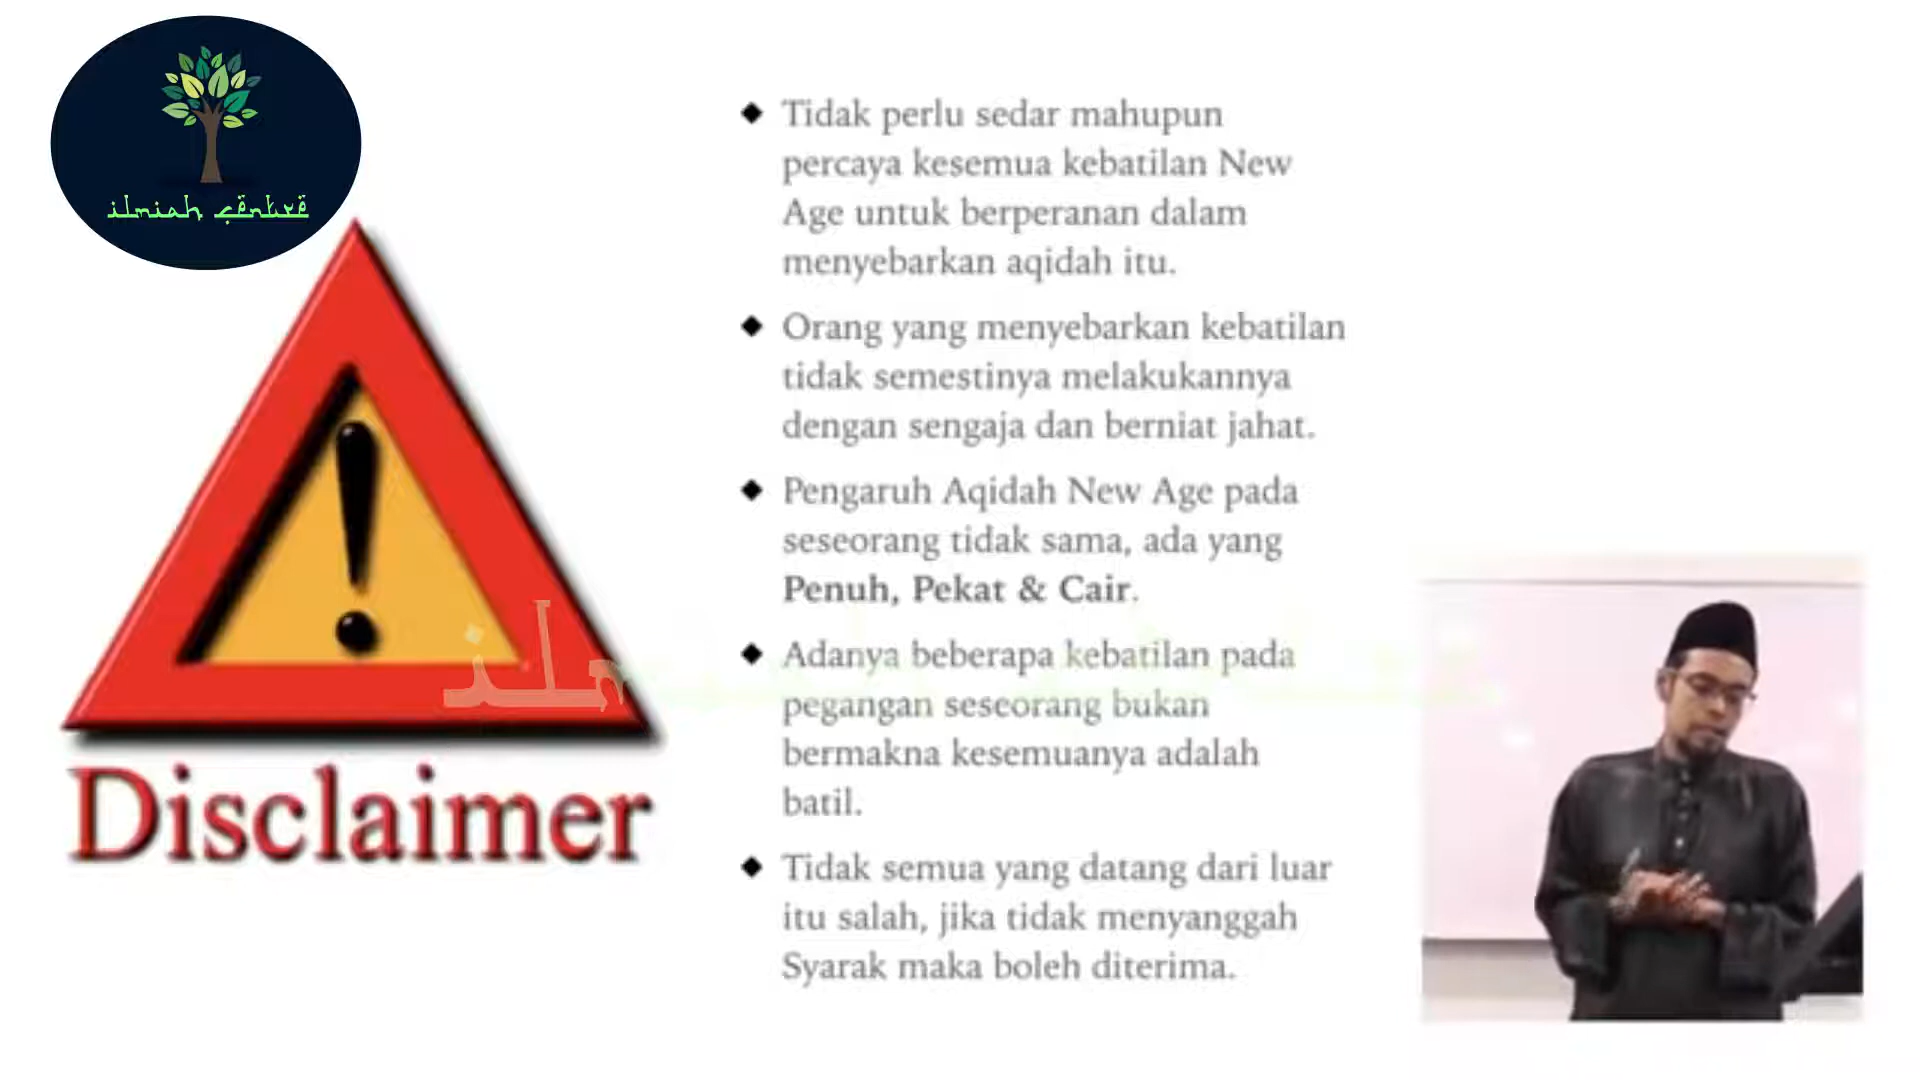 ilmiah centre
Disclaimer
Tidak perlu sedar mahupun
percaya kesemua kebatilan New
Age untuk berperanan dalam
menyebarkan aqidah itu.
Orang yang menyebarkan kebatilan
tidak semestinya melakukannya
dengan sengaja dan berniat jahat.
Pengaruh Aqidah New Age pada
seseorang tidak sama, ada yang
Penuh, Pekat & Cair.
Adanya beberapa kebatilan pada
pegangan seseorang bukan
bermakna kesemuanya adalah
batil.
Tidak semua yang datang dari luar
itu salah, jika tidak menyanggah
Syarak maka boleh diterima.